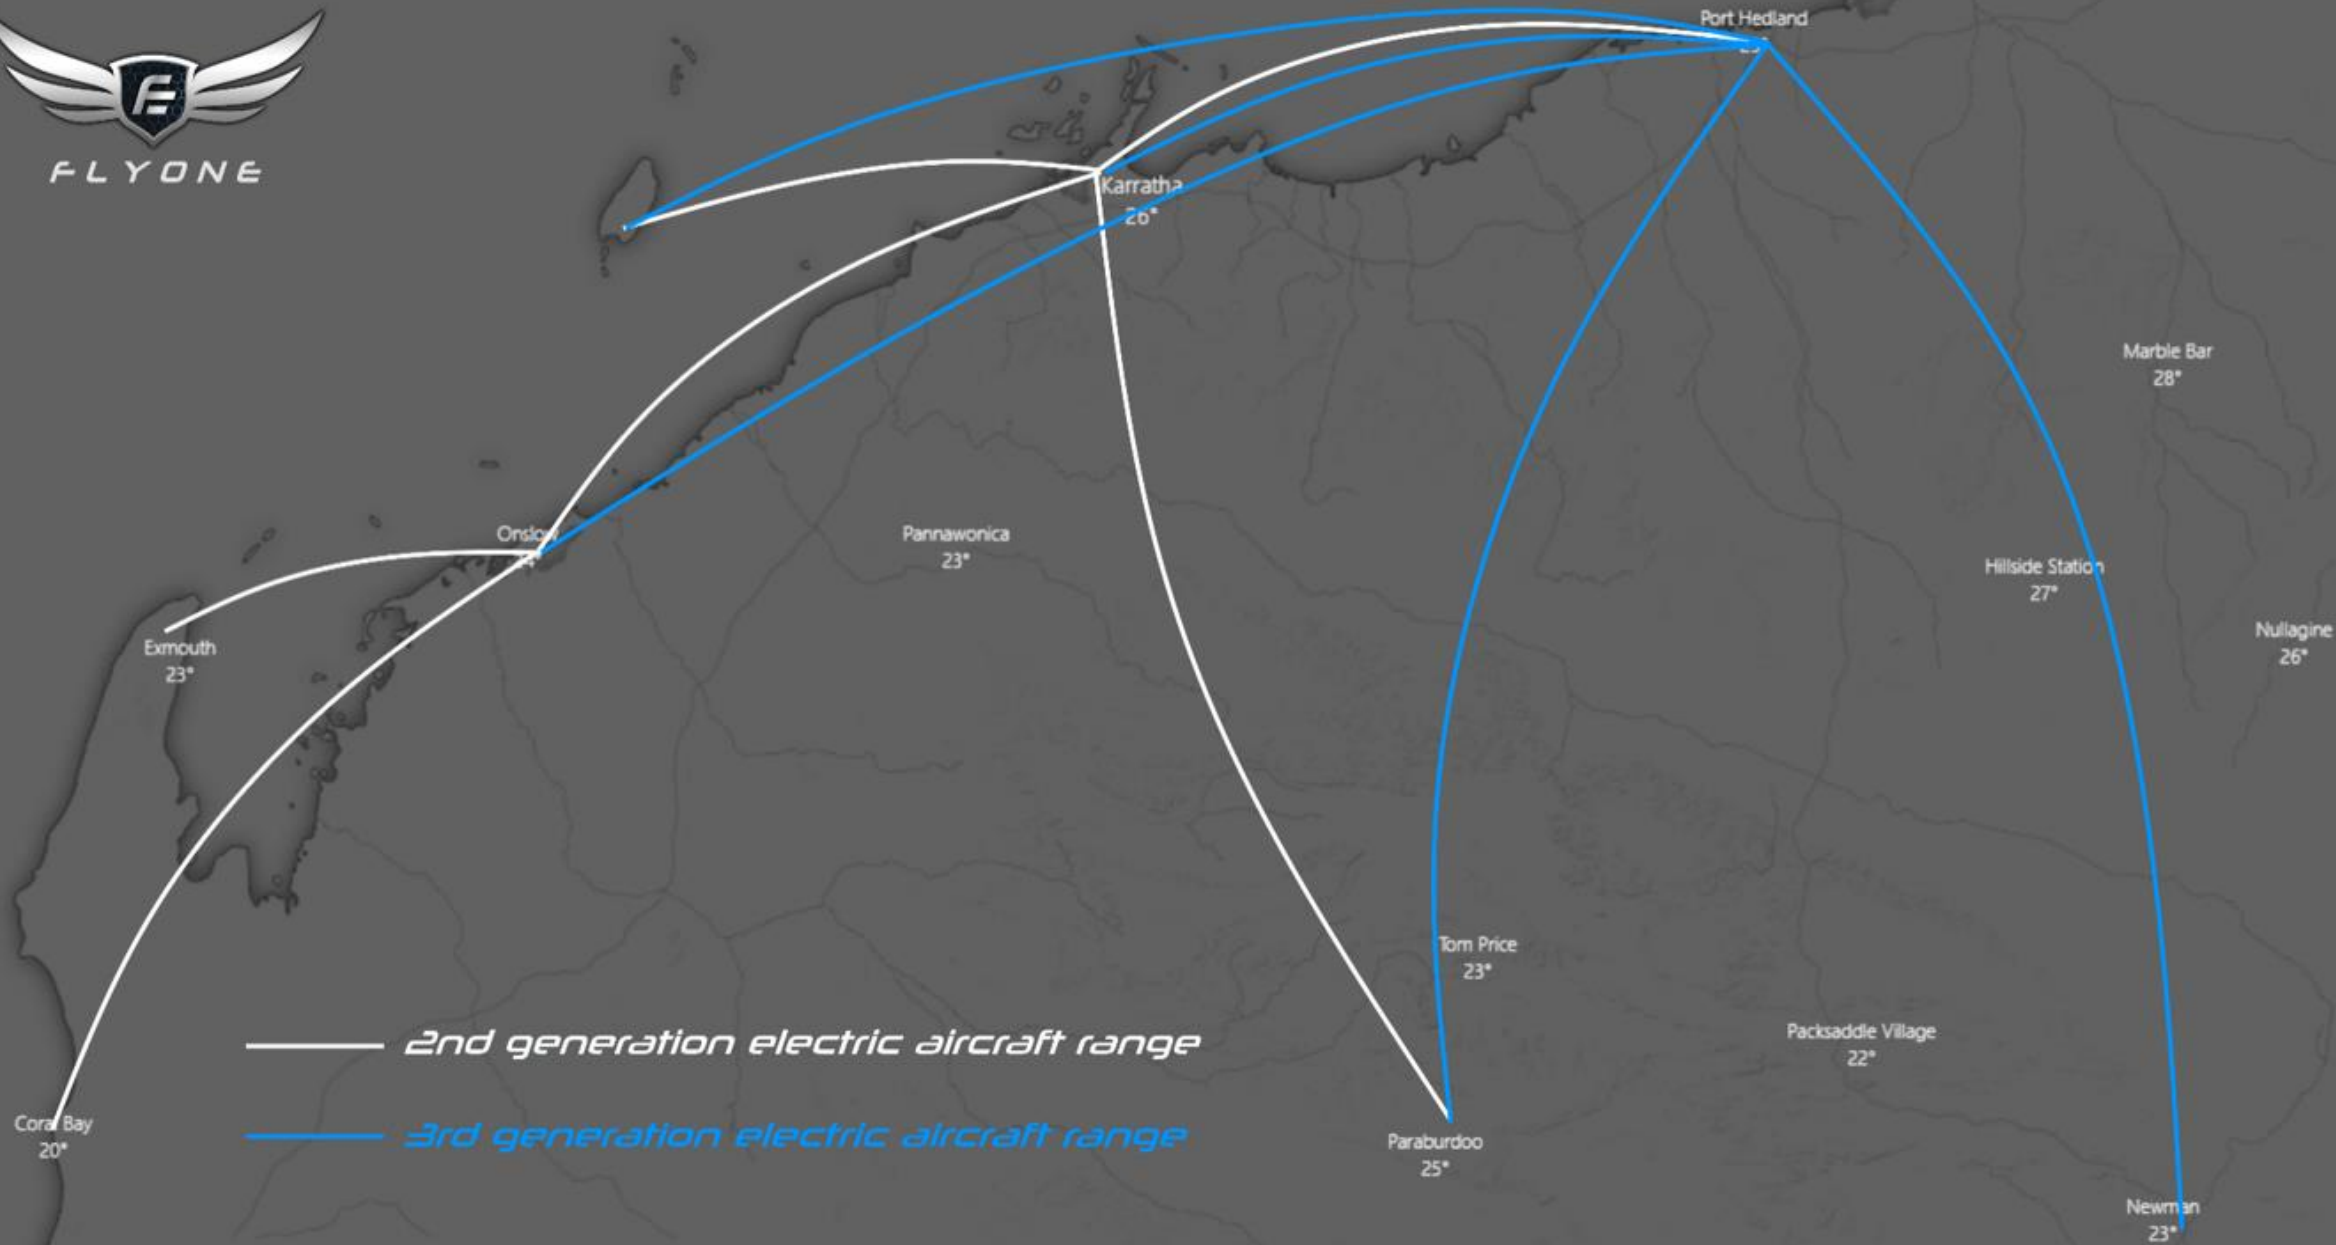 FLYONE
Port Hedland
Karratha
26°
Marble Bar
28°
Onslow
Pannawonica
23°
Hillside Station
27°
Exmouth
23°
Nullagine
26°
Tom Price
23°
2nd generation electric aircraft range
Packsaddle Village
22°
Coral Bay
20°
3rd generation electric aircraft range
Paraburdoo
25°
Newman
23°